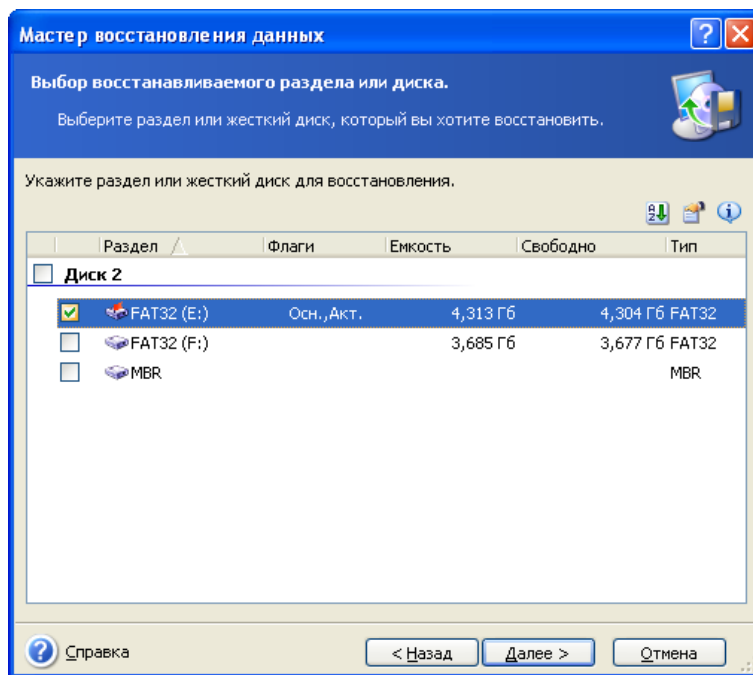 Мастер восстановления данных
Выбор восстанавливаемого раздела или диска.
Выберите раздел или жесткий диск, который вы хотите восстановить.
Укажите раздел или жесткий диск для восстановления.
Раздел Флаги Емкость Свободно Тип
Диск 2
FAT32 (E:) Осн.,Акт. 4,313 Гб 4,304 Гб FAT32
FAT32 (F:) 3,685 Гб 3,677 Гб FAT32
MBR MBR
Справка < Назад Далее > Отмена